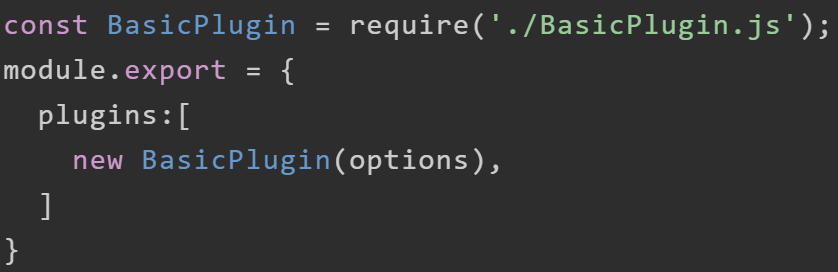 const BasicPlugin = require('./BasicPlugin.js');
module.export = {
  plugins:[
    new BasicPlugin(options),
  ]
}